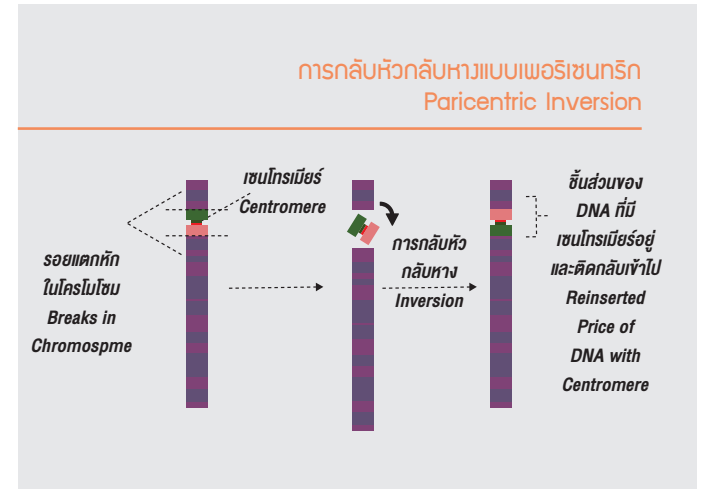 การกลับหัวกลับหางแบบเพอริเซนทริก
Paricentric Inversion
เซนโทรเมียร์
Centromere
รอยแตกหัก
ในโครโมโซม
Breaks in
Chromospme
การกลับหัว
กลับหาง
Inversion
ชิ้นส่วนของ
DNA ที่มี
เซนโทรเมียร์อยู่
และติดกลับเข้าไป
Reinserted
Price of
DNA with
Centromere